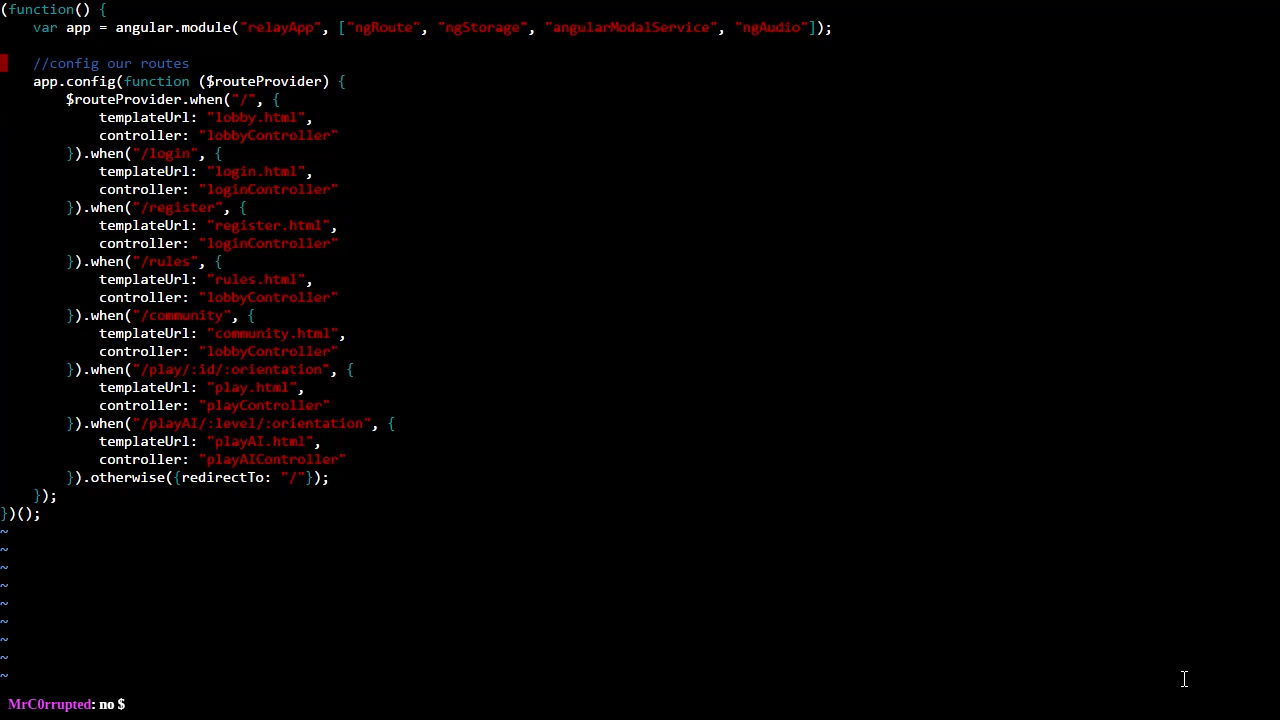 (function() {
    var app = angular.module("relayApp", ["ngRoute", "ngStorage", "angularModalService", "ngAudio"]);
    //config our routes
    app.config(function ($routeProvider) {
        $routeProvider.when("/", {
            templateUrl: "lobby.html",
            controller: "lobbyController"
        }).when("/login", {
            templateUrl: "login.html",
            controller: "loginController"
        }).when("/register", {
            templateUrl: "register.html",
            controller: "loginController"
        }).when("/rules", {
            templateUrl: "rules.html",
            controller: "lobbyController"
        }).when("/community", {
            templateUrl: "community.html",
            controller: "lobbyController"
        }).when("/play/:id/:orientation", {
            templateUrl: "play.html",
            controller: "playController"
        }).when("/playAI/:level/:orientation", {
            templateUrl: "playAI.html",
            controller: "playAIController"
        }).otherwise({redirectTo: "/"});
    });
})();
~
~
~
~
~
~
~
~
~
MrC0rrupted: no $